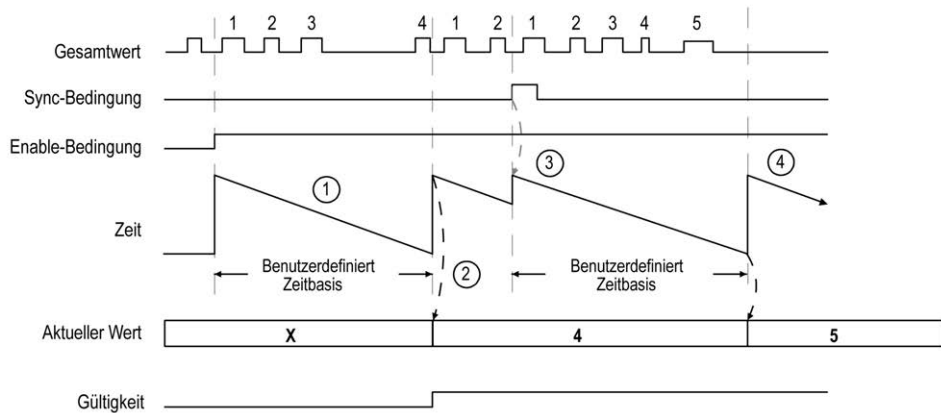 1 2 3 4 1 2 1 2 3 4 5
Gesamtwert
Sync-Bedingung
Enable-Bedingung
1 3 4
Zeit
Benutzerdefiniert Benutzerdefiniert
Zeitbasis 2 Zeitbasis
Aktueller Wert X 4 5
Gültigkeit